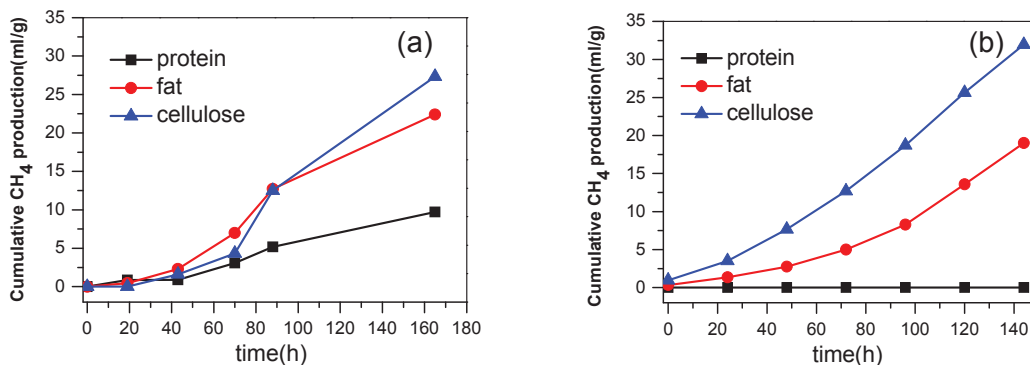 Cumulative CH4 production(ml/g)
35
30
25
20
15
10
5
0
(a)
protein
fat
cellulose
0 20 40 60 80 100 120 140 160 180
time(h)
Cumulative CH4 production(ml/g)
35
30
25
20
15
10
5
0
(b)
protein
fat
cellulose
0 20 40 60 80 100 120 140
time(h)